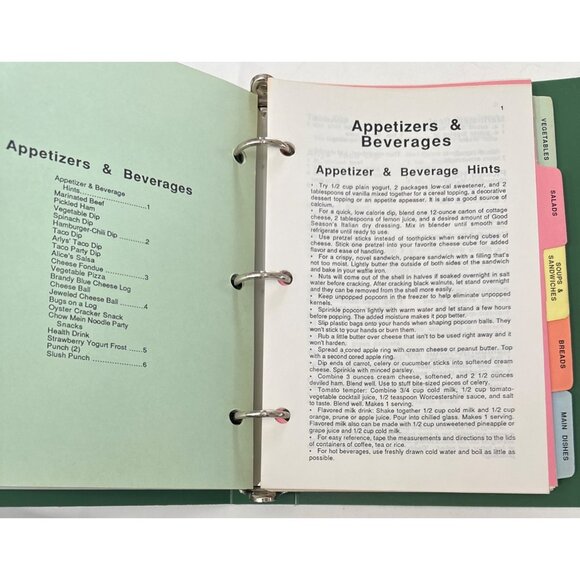 Appetizers & Beverages
Appetizer & Beverage
Hints. . . . . . . . . . . . . . . .1
Marinated Beef
Pickled Ham
Vegetable Dip
Spinach Dip
Hamburger-Chili Dip . . . . . . . . .2
Taco Dip
Arlys' Taco Dip
Taco Party Dip
Alice's Salsa
Cheese Fondue . . . . . . . . . . . .3
Vegetable Pizza
Brandy Blue Cheese Log
Cheese Ball
Jeweled Cheese Ball . . . . . . . . .4
Bugs on a Log
Oyster Cracker Snack
Chow Mein Noodle Party
Snacks
Health Drink
Strawberry Yogurt Frost . . . . .5
Punch (2)
Slush Punch . . . . . . . . . . . . . .6
1
Appetizers &
Beverages
Appetizer & Beverage Hints
• Try 1/2 cup plain yogurt, 2 packages low-cal sweetener, and 2
tablespoons of vanilla mixed together for a cereal topping, a decorative
dessert topping or an appetite appeaser. It is also a good source of
calcium.
• For a quick, low calorie dip, blend one 12-ounce carton of cottage
cheese, 2 tablespoons of lemon juice, and a desired amount of Good
Season's Italian dry dressing. Mix in blender until smooth and
refrigerate until ready to use.
• Use pretzel sticks instead of toothpicks when serving cubes of
cheese. Stick one pretzel into your favorite cheese cube for added
flavor and ease of handling.
• For a crispy, novel sandwich, prepare sandwich with a filling that's
not too moist. Lightly butter the outside of both sides of the sandwich
and bake in your waffle iron.
• Nuts will come out of the shell in halves if soaked overnight in salt
water before cracking. After cracking black walnuts, let stand overnight
and they can be removed from the shell more easily.
• Keep unpopped popcorn in the freezer to help eliminate unpopped
kernels.
• Sprinkle popcorn lightly with warm water and let stand a few hours
before popping. The added moisture makes it pop better.
• Slip plastic bags onto your hands when shaping popcorn balls. They
won't stick to your hands or burn them.
• Rub a little butter over cheese that isn't to be used right away and it
won't harden.
• Spread a cored apple ring with cream cheese or peanut butter. Top
with a second cored apple ring.
• Dip ends of carrot, celery or cucumber sticks into softened cream
cheese. Sprinkle with minced parsley.
• Combine 3 ounces cream cheese, softened, and 2 1/2 ounces
deviled ham. Blend well. Use to stuff bite-sized pieces of celery.
• Tomato tempter: Combine 3/4 cup cold milk, 1/2 cup tomato-
vegetable cocktail juice, 1/2 teaspoon Worcestershire sauce, and salt
to taste. Blend well. Makes 1 serving.
• Flavored milk drink: Shake together 1/2 cup cold milk and 1/2 cup
orange, prune or apple juice. Pour into chilled glass. Makes 1 serving.
Flavored milk also can be made with 1/2 cup unsweetened pineapple or
grape juice and 1/2 cup cold milk.
• For easy reference, tape the measurements and directions to the lids
of containers of coffee, tea or rice.
• For hot beverages, use freshly drawn cold water and boil as little as
possible.
VEGETABLES
SALADS
SOUPS &
SANDWICHES
BREADS
MAIN DISHES